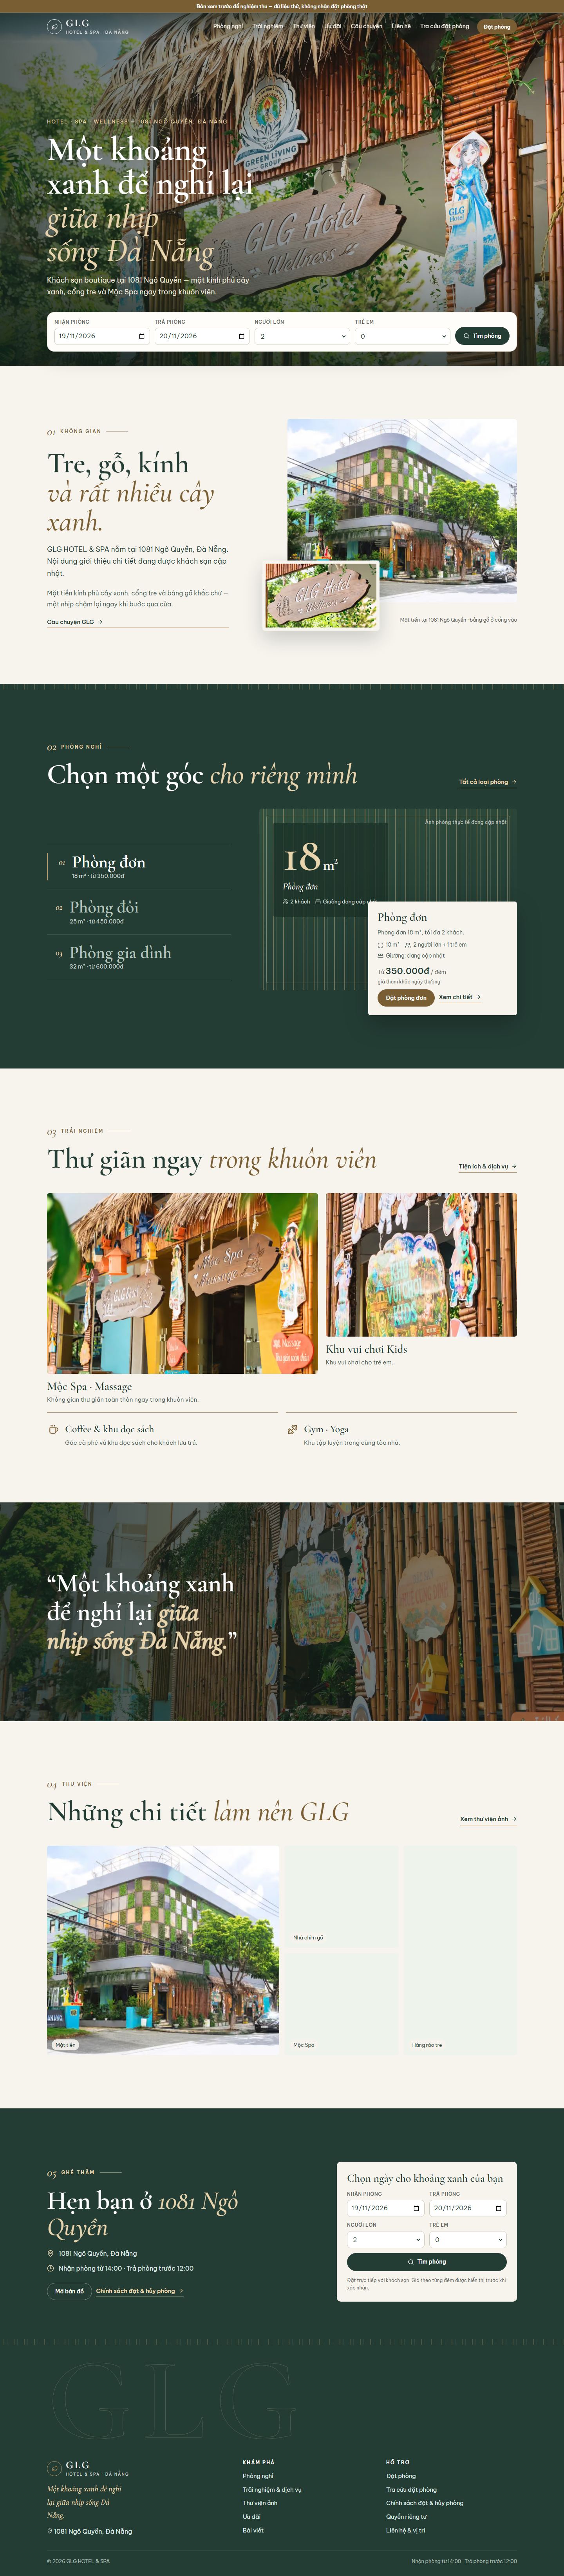 Bản xem trước để nghiệm thu — dữ liệu thử, không nhận đặt phòng thật
GLG
HOTEL & SPA · ĐÀ NẴNG
Phòng nghỉ
Trải nghiệm
Thư viện
Ưu đãi
Câu chuyện
Liên hệ
Tra cứu đặt phòng
Đặt phòng
GREEN LIVING
GROUP
GLG Hotel
Wellness
GLG
Hotel
HOTEL · SPA · WELLNESS — 1081 NGÔ QUYỀN, ĐÀ NẴNG
Một khoảng
xanh để nghỉ lại
giữa nhịp
sống Đà Nẵng
Khách sạn boutique tại 1081 Ngô Quyền — mặt kính phủ cây
xanh, cổng tre và Mộc Spa ngay trong khuôn viên.
NHẬN PHÒNG
19/11/2026
TRẢ PHÒNG
20/11/2026
NGƯỜI LỚN
2
TRẺ EM
0
Tìm phòng
01 KHÔNG GIAN
Tre, gỗ, kính
và rất nhiều cây
xanh.
GLG HOTEL & SPA nằm tại 1081 Ngô Quyền, Đà Nẵng.
Nội dung giới thiệu chi tiết đang được khách sạn cập
nhật.
Mặt tiền kính phủ cây xanh, cổng tre và bảng gỗ khắc chữ —
một nhịp chậm lại ngay khi bước qua cửa.
Câu chuyện GLG →
GLG Hotel
Wellness
Mặt tiền tại 1081 Ngô Quyền · bảng gỗ ở cổng vào
02 PHÒNG NGHỈ
Chọn một góc cho riêng mình
Tất cả loại phòng →
01 Phòng đơn
18 m² · từ 350.000đ
02 Phòng đôi
25 m² · từ 450.000đ
03 Phòng gia đình
32 m² · từ 600.000đ
Ảnh phòng thực tế đang cập nhật
18 m²
Phòng đơn
2 khách
Giường đang cập nhật
Phòng đơn
Phòng đơn 18 m², tối đa 2 khách.
18 m²
2 người lớn + 1 trẻ em
Giường: đang cập nhật
Từ 350.000đ / đêm
giá tham khảo ngày thường
Đặt phòng đơn
Xem chi tiết →
03 TRẢI NGHIỆM
Thư giãn ngay trong khuôn viên
Tiện ích & dịch vụ →
Moc Spa
Massage
Mộc Spa - Massage
Không gian thư giãn toàn thân ngay trong khuôn viên.
Khu vui chơi Kids
Khu vui chơi cho trẻ em.
Coffee & khu đọc sách
Góc cà phê và khu đọc sách cho khách lưu trú.
Gym - Yoga
Khu tập luyện trong cùng tòa nhà.
“Một khoảng xanh
để nghỉ lại giữa
nhịp sống Đà Nẵng.”
04 THƯ VIỆN
Những chi tiết làm nên GLG
Xem thư viện ảnh →
Mặt tiền
Nhà chim gỗ
Mộc Spa
Hàng rào tre
05 GHÉ THĂM
Hẹn bạn ở 1081 Ngô
Quyền
1081 Ngô Quyền, Đà Nẵng
Nhận phòng từ 14:00 · Trả phòng trước 12:00
Mở bản đồ
Chính sách đặt & hủy phòng →
Chọn ngày cho khoảng xanh của bạn
NHẬN PHÒNG
19/11/2026
TRẢ PHÒNG
20/11/2026
NGƯỜI LỚN
2
TRẺ EM
0
Tìm phòng
Đặt trực tiếp với khách sạn. Giá theo từng đêm được hiển thị trước khi
xác nhận.
GLG
GLG
HOTEL & SPA · ĐÀ NẴNG
Một khoảng xanh để nghỉ
lại giữa nhịp sống Đà
Nẵng.
1081 Ngô Quyền, Đà Nẵng
KHÁM PHÁ
Phòng nghỉ
Trải nghiệm & dịch vụ
Thư viện ảnh
Ưu đãi
Bài viết
HỖ TRỢ
Đặt phòng
Tra cứu đặt phòng
Chính sách đặt & hủy phòng
Quyền riêng tư
Liên hệ & vị trí
© 2026 GLG HOTEL & SPA
Nhận phòng từ 14:00 · Trả phòng trước 12:00